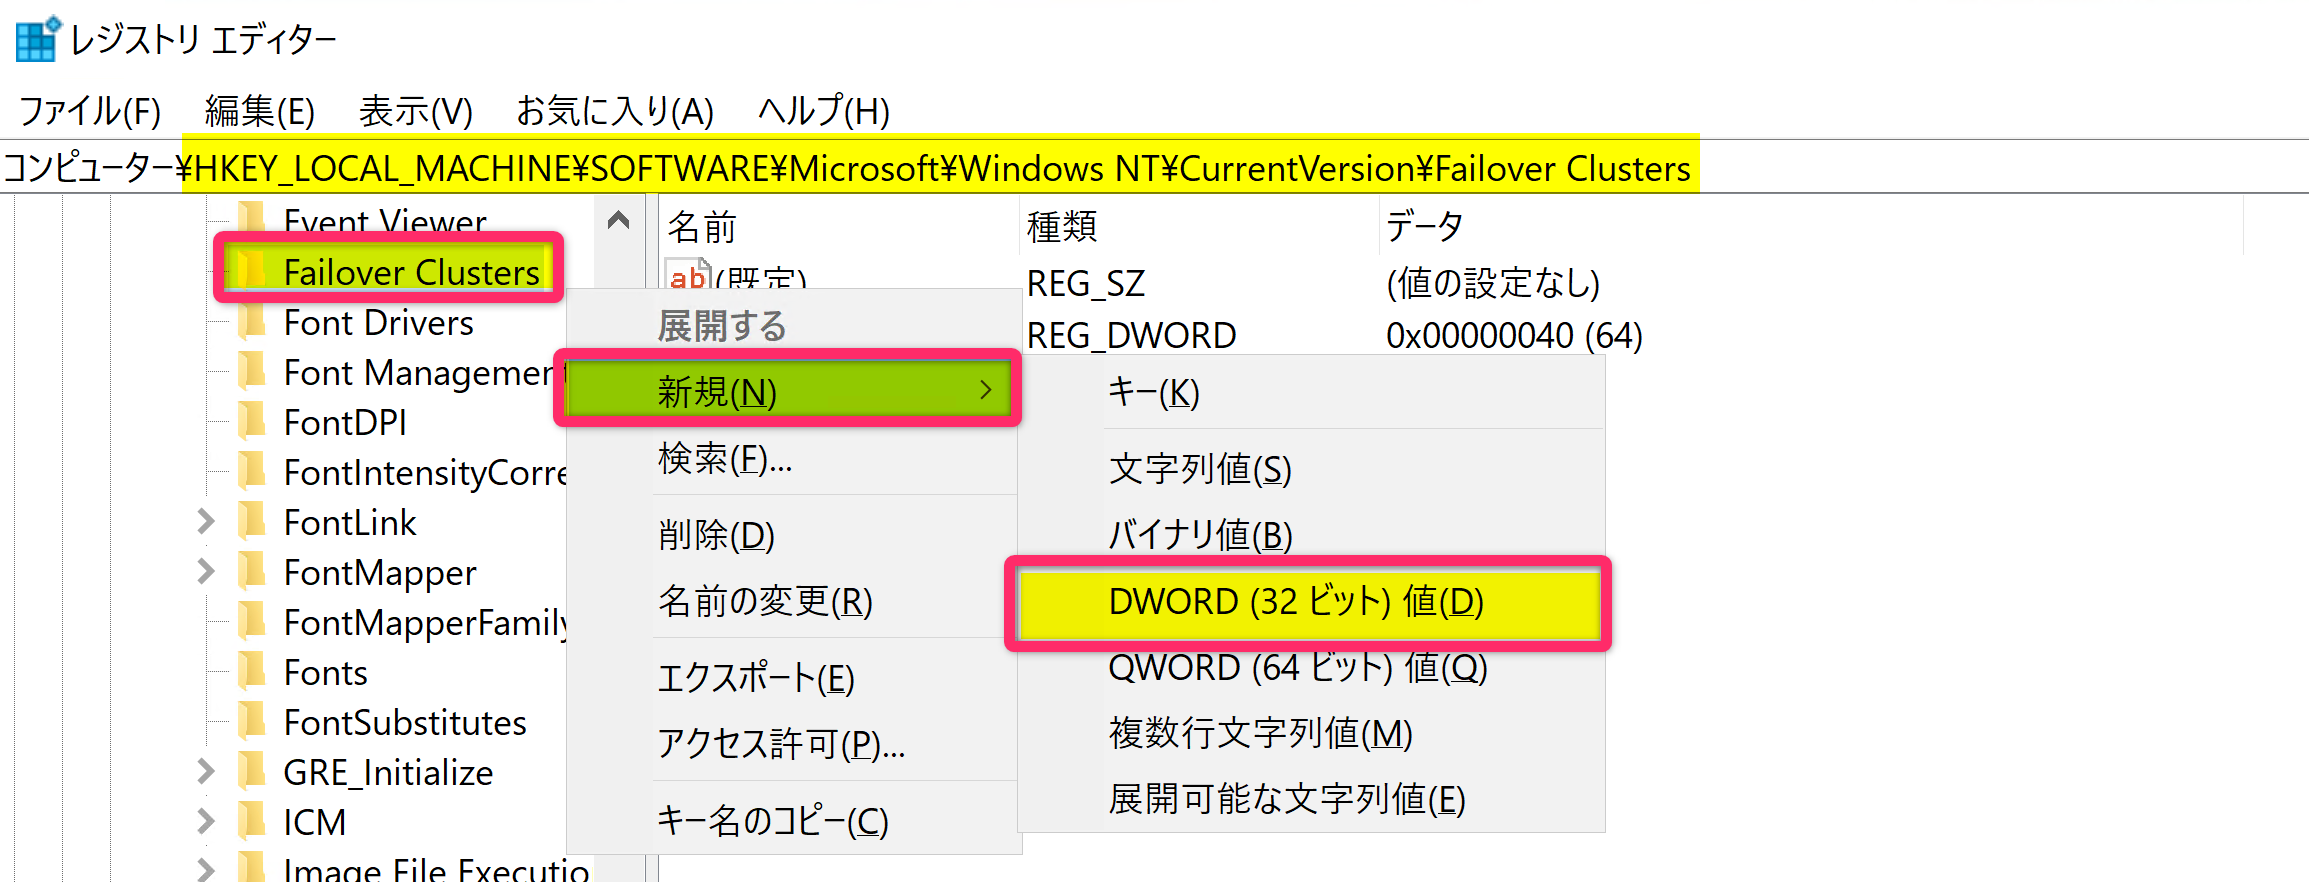 レジストリ エディター
ファイル(F) 編集(E) 表示(V) お気に入り(A) ヘルプ(H)
コンピューター¥HKEY_LOCAL_MACHINE¥SOFTWARE¥Microsoft¥Windows NT¥CurrentVersion¥Failover Clusters
Event Viewer
Failover Clusters
Font Drivers
Font Management
FontDPI
FontIntensityCorre
FontLink
FontMapper
FontMapperFamily
Fonts
FontSubstitutes
GRE_Initialize
ICM
Image File Executio
名前 種類 データ
ab (既定) REG_SZ (値の設定なし)
REG_DWORD 0x00000040 (64)
展開する
新規(N)
検索(F)...
削除(D)
名前の変更(R)
エクスポート(E)
アクセス許可(P)...
キー名のコピー(C)
キー(K)
文字列値(S)
バイナリ値(B)
DWORD (32 ビット) 値(D)
QWORD (64 ビット) 値(Q)
複数行文字列値(M)
展開可能な文字列値(E)